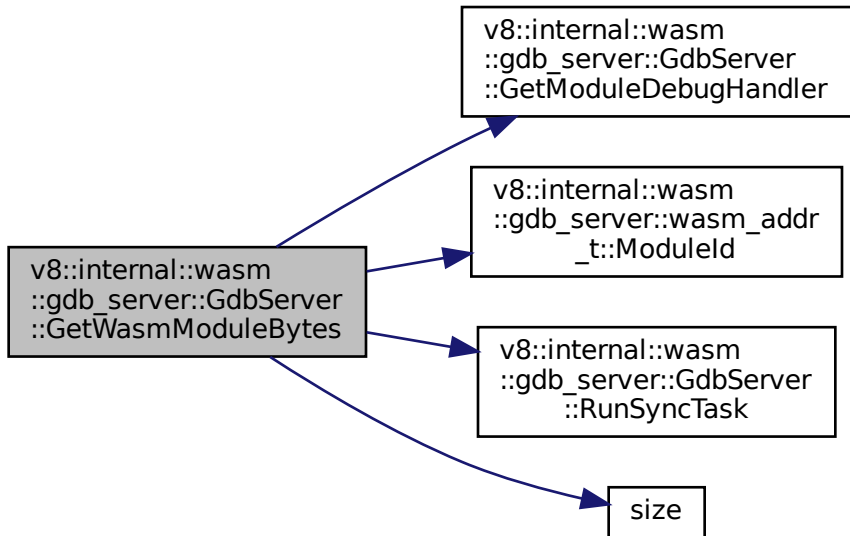 v8::internal::wasm
::gdb_server::GdbServer
::GetWasmModuleBytes
v8::internal::wasm
::gdb_server::GdbServer
::GetModuleDebugHandler
v8::internal::wasm
::gdb_server::wasm_addr
_t::ModuleId
v8::internal::wasm
::gdb_server::GdbServer
::RunSyncTask
size